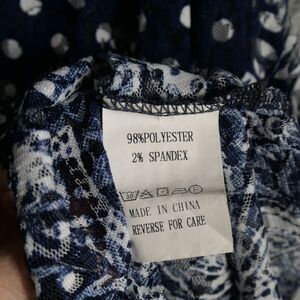 98%POLYESTER
2% SPANDEX
MADE IN CHINA
REVERSE FOR CARE